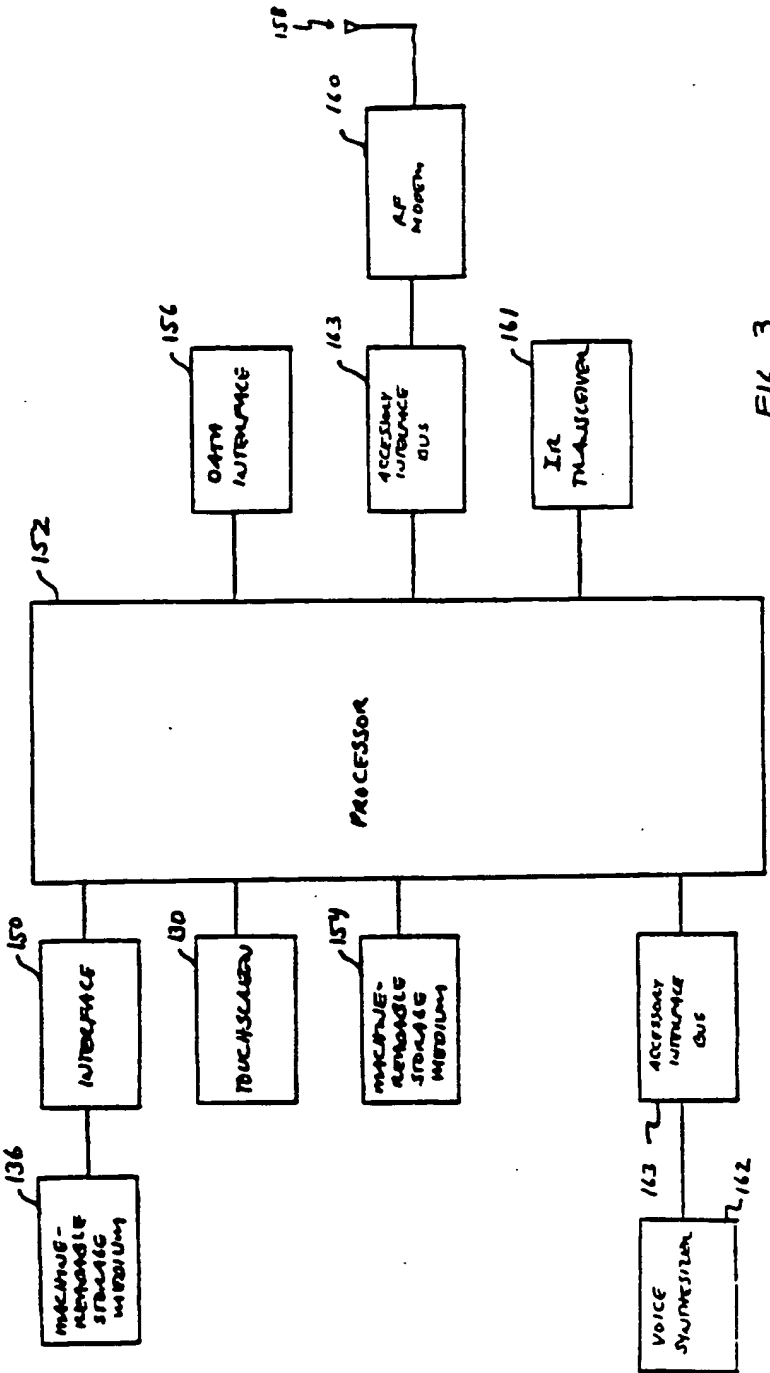 136
MACHINE-
READABLE
STORAGE
MEDIUM
150
INTERFACE
130
TOUCHSCREEN
154
MACHINE-
READABLE
STORAGE
MEDIUM
VOICE
SYNTHESIZER
162
163
ACCESSORY
INTERFACE
BUS
152
PROCESSOR
156
DATA
INTERFACE
163
ACCESSORY
INTERFACE
BUS
160
RF
MODEM
158
161
IR
TRANSCEIVER
FIG. 3